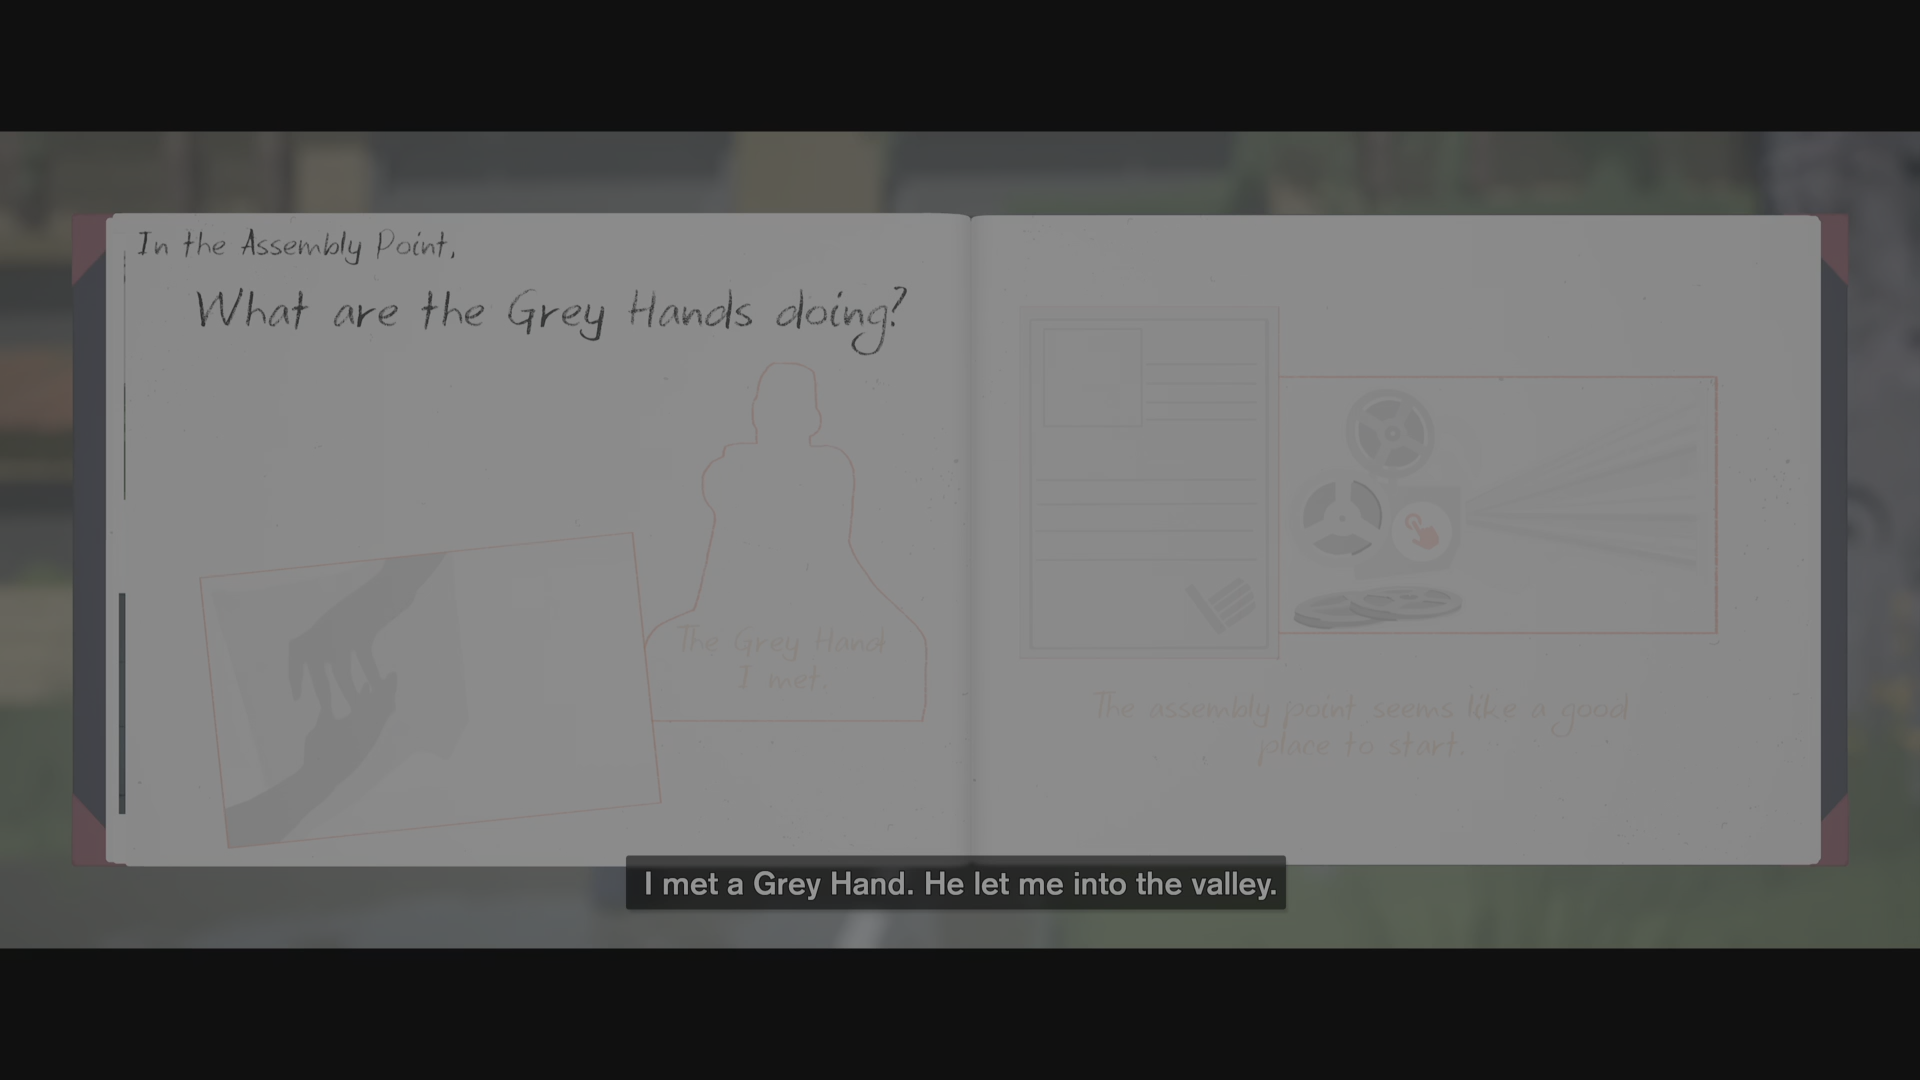 In the Assembly Point,
What are the Grey Hands doing?
The Grey Hand
I met.
The assembly point seems like a good
place to start.
I met a Grey Hand. He let me into the valley.